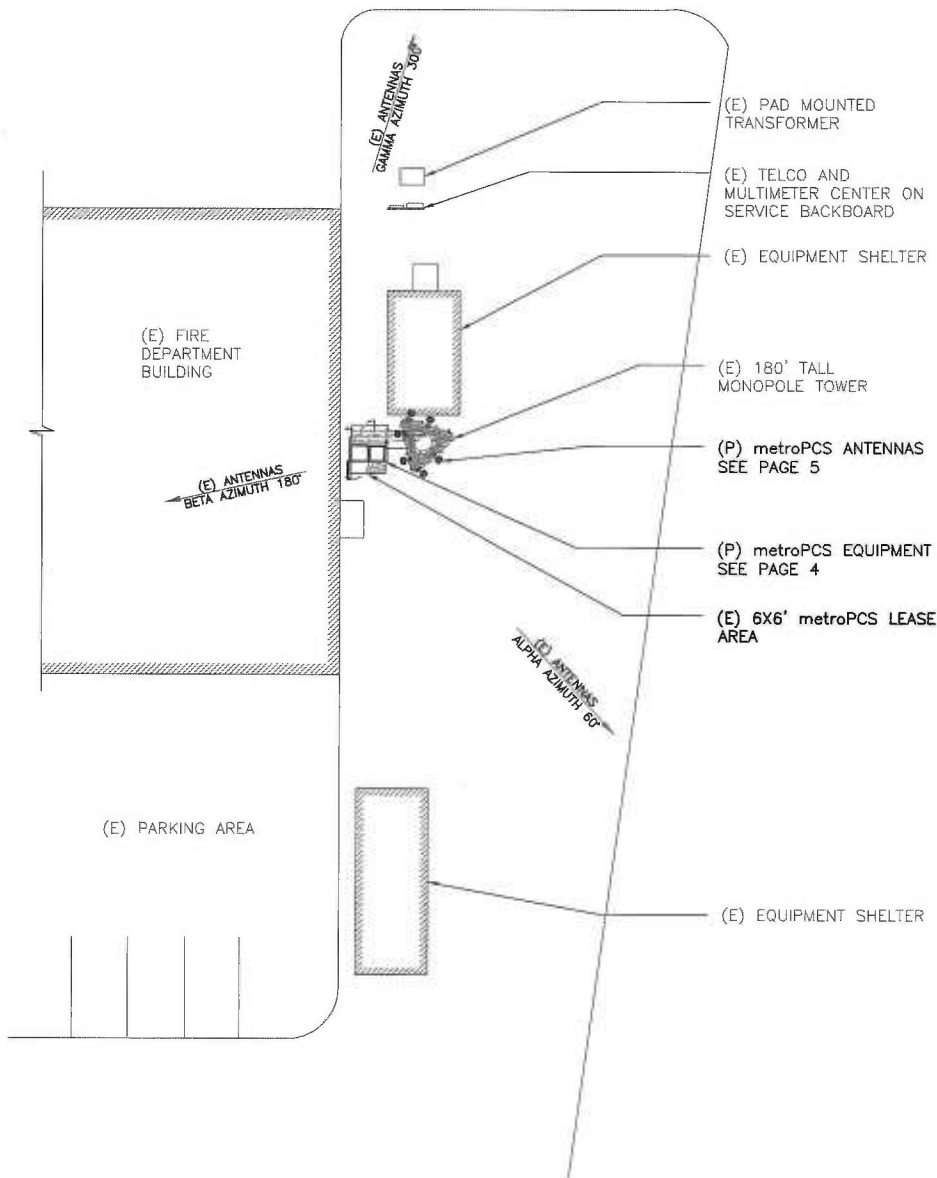 (E) ANTENNAS
GAMMA AZIMUTH 300°
(E) PAD MOUNTED
TRANSFORMER
(E) TELCO AND
MULTIMETER CENTER ON
SERVICE BACKBOARD
(E) EQUIPMENT SHELTER
(E) FIRE
DEPARTMENT
BUILDING
(E) 180' TALL
MONOPOLE TOWER
(P) metroPCS ANTENNAS
SEE PAGE 5
(E) ANTENNAS
BETA AZIMUTH 180°
(P) metroPCS EQUIPMENT
SEE PAGE 4
(E) 6X6' metroPCS LEASE
AREA
(E) ANTENNAS
ALPHA AZIMUTH 60°
(E) PARKING AREA
(E) EQUIPMENT SHELTER